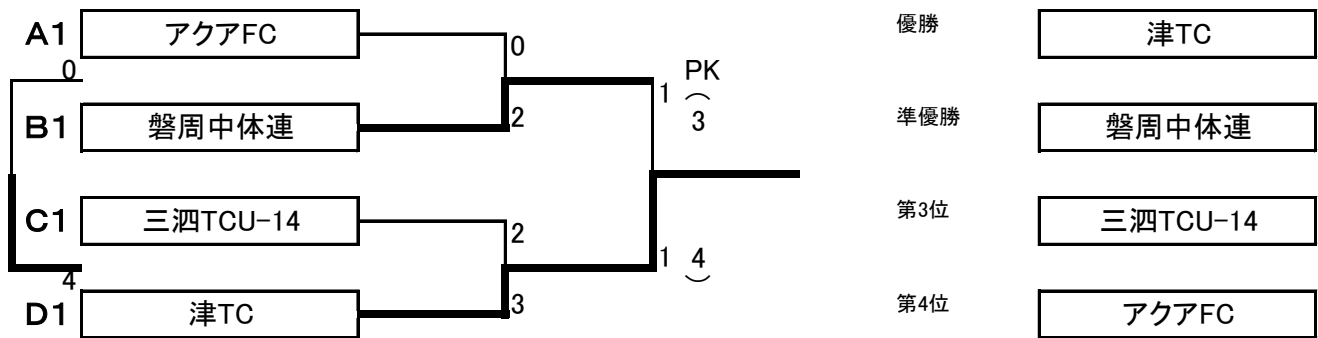 A1 アクアFC 0 優勝 津TC
0 PK
1 (
B1 磐周中体連 2 3 準優勝 磐周中体連
C1 三泗TCU-14 2 第3位 三泗TCU-14
4 1 4 )
D1 津TC 3 第4位 アクアFC